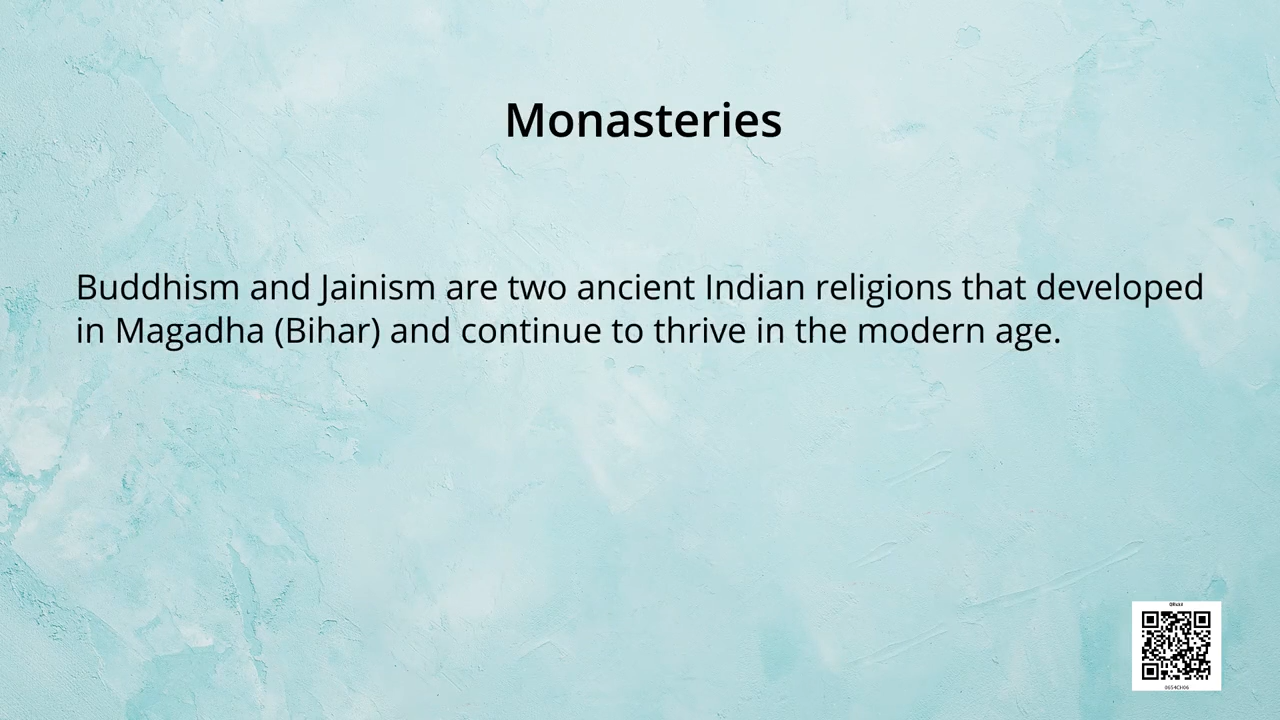 Monasteries
Buddhism and Jainism are two ancient Indian religions that developed
in Magadha (Bihar) and continue to thrive in the modern age.
0654CH06